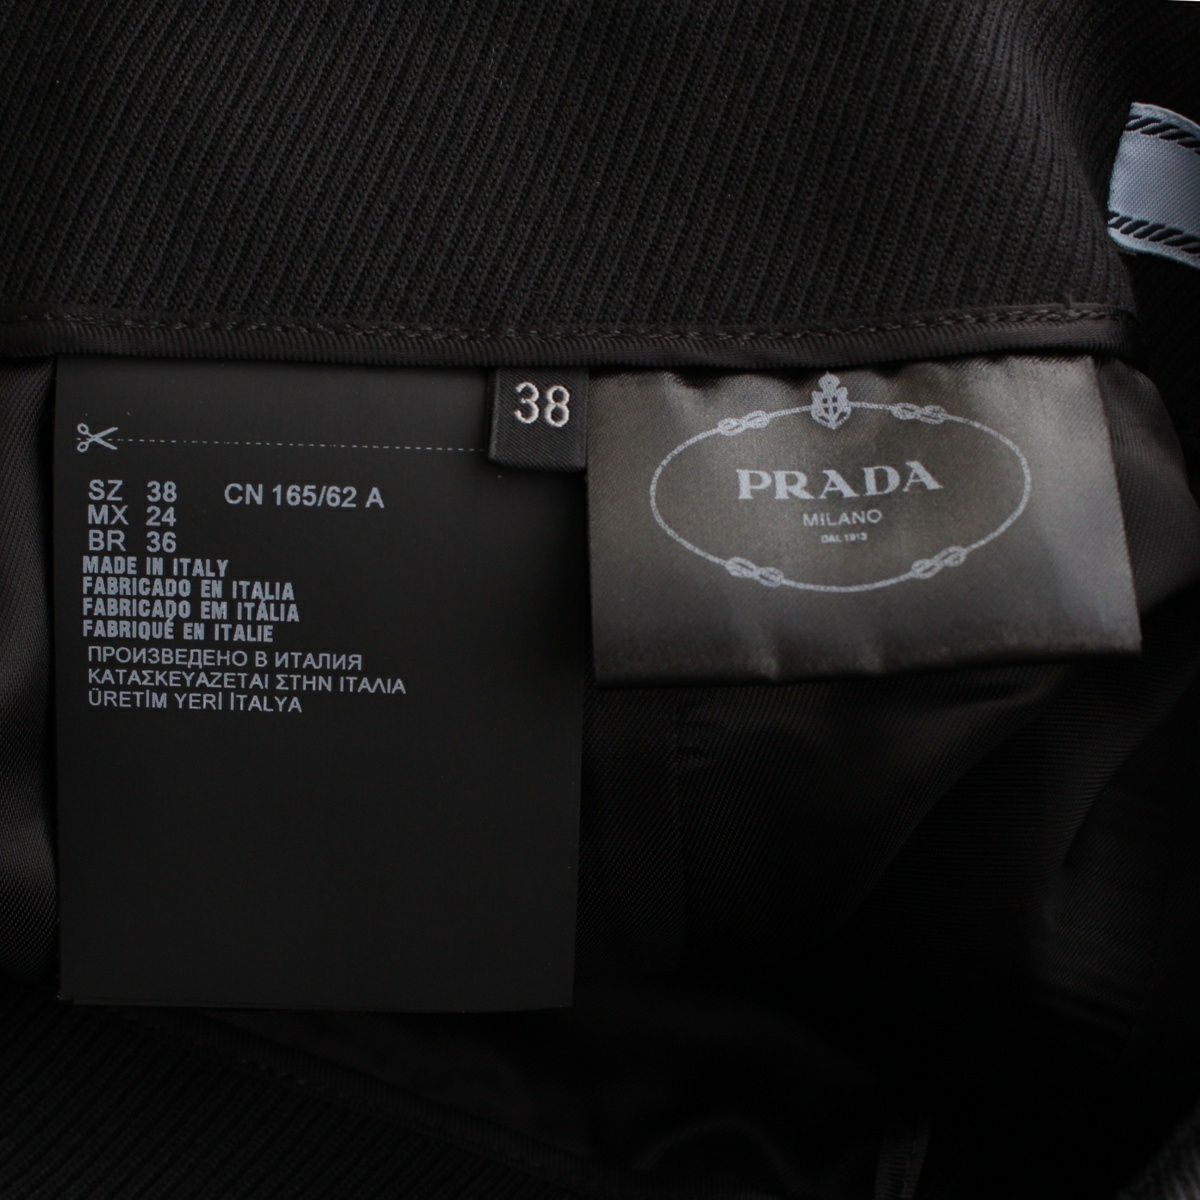 38
SZ 38 CN 165/62 A
MX 24
BR 36
MADE IN ITALY
FABRICADO EN ITALIA
FABRICADO EM ITÁLIA
FABRIQUÉ EN ITALIE
ПРОИЗВЕДЕНО В ИТАЛИЯ
ΚΑΤΑΣΚΕΥΑΖΕΤΑΙ ΣΤΗΝ ΙΤΑΛΙΑ
ÜRETİM YERİ İTALYA
PRADA
MILANO
DAL 1913